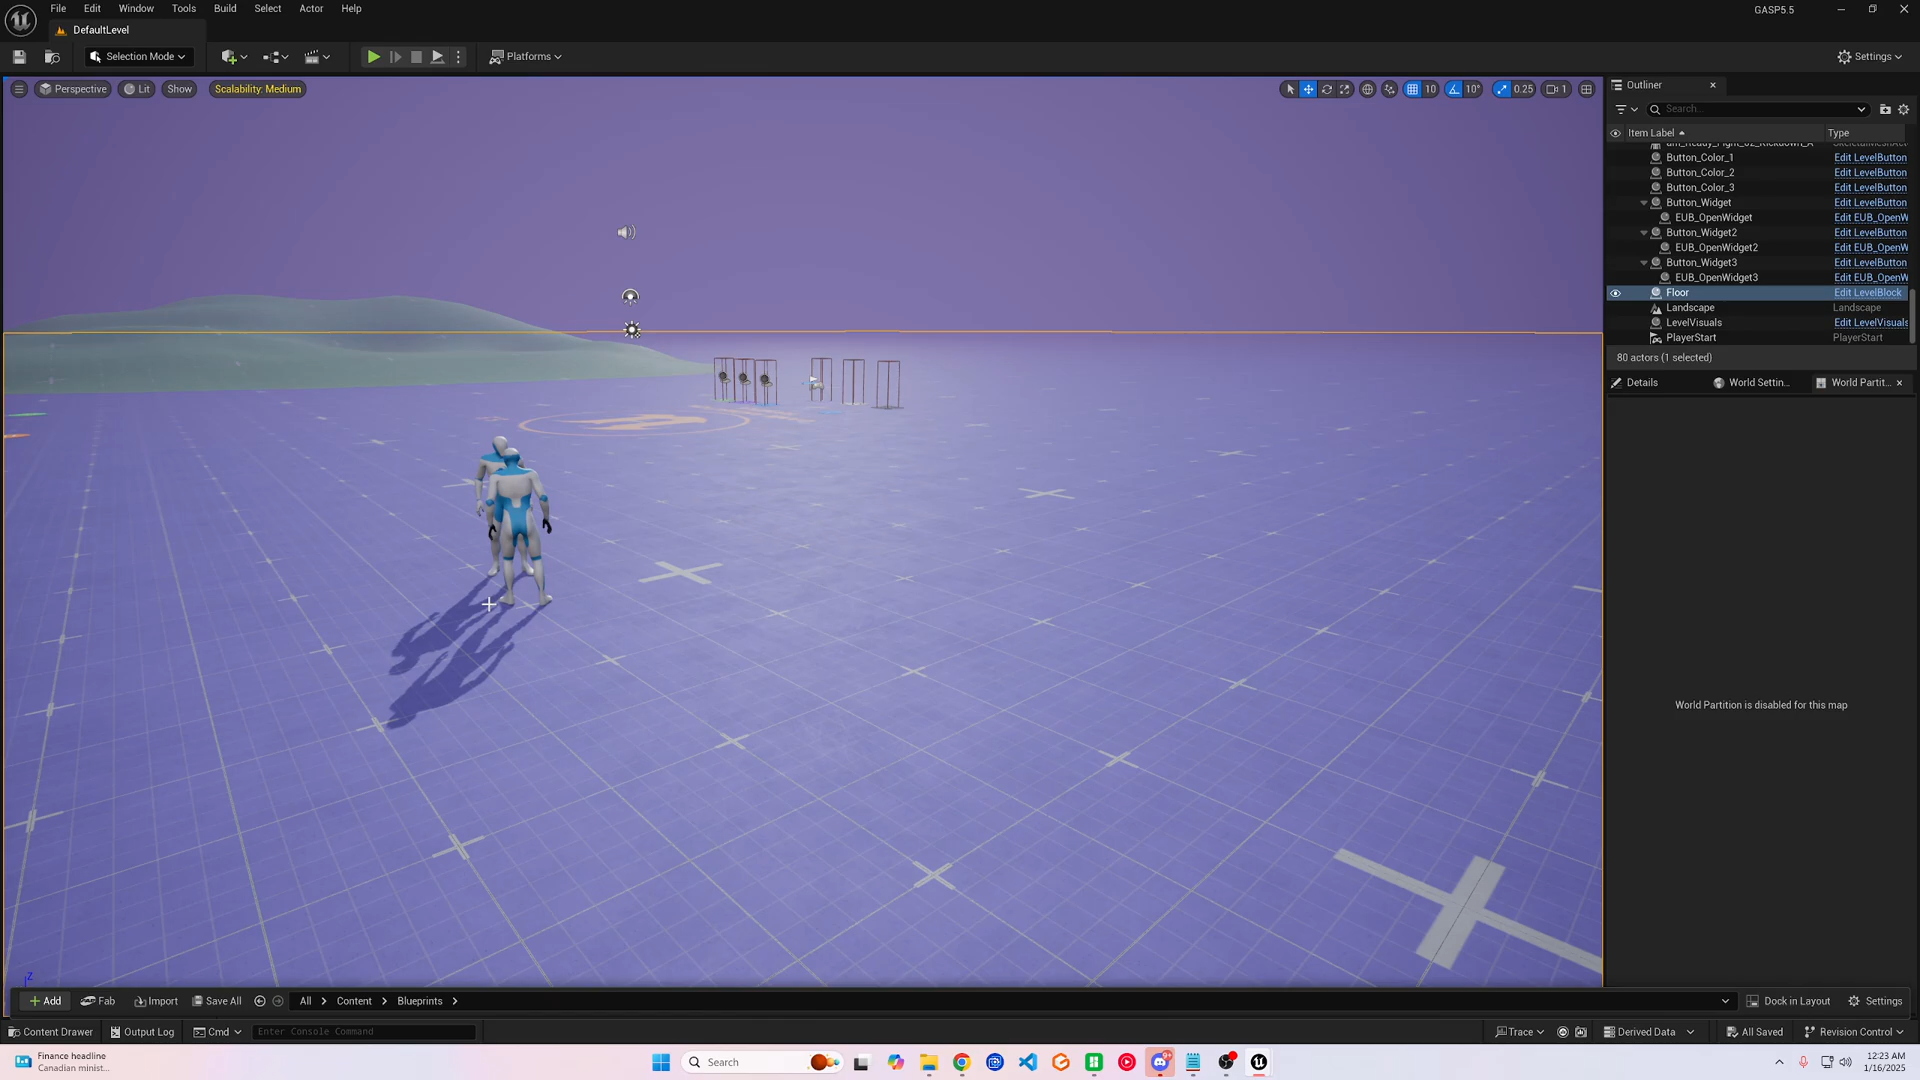 File Edit Window Tools Build Select Actor Help
GASP5.5
DefaultLevel
Selection Mode
Platforms
Settings
Perspective
Lit
Show
Scalability: Medium
10
10°
0.25
1
Outliner
Search...
Item Label
Type
Button_Color_1 Edit LevelButton
Button_Color_2 Edit LevelButton
Button_Color_3 Edit LevelButton
Button_Widget Edit LevelButton
EUB_OpenWidget Edit EUB_OpenW
Button_Widget2 Edit LevelButton
EUB_OpenWidget2 Edit EUB_OpenW
Button_Widget3 Edit LevelButton
EUB_OpenWidget3 Edit EUB_OpenW
Floor Edit LevelBlock
Landscape Landscape
LevelVisuals Edit LevelVisuals
PlayerStart PlayerStart
80 actors (1 selected)
Details
World Settin...
World Partit...
World Partition is disabled for this map
Z
Add
Fab
Import
Save All
All
Content
Blueprints
Dock in Layout
Settings
Content Drawer
Output Log
Cmd
Enter Console Command
Trace
Derived Data
All Saved
Revision Control
Finance headline
Canadian minist...
Search
9+
12:23 AM
1/16/2025